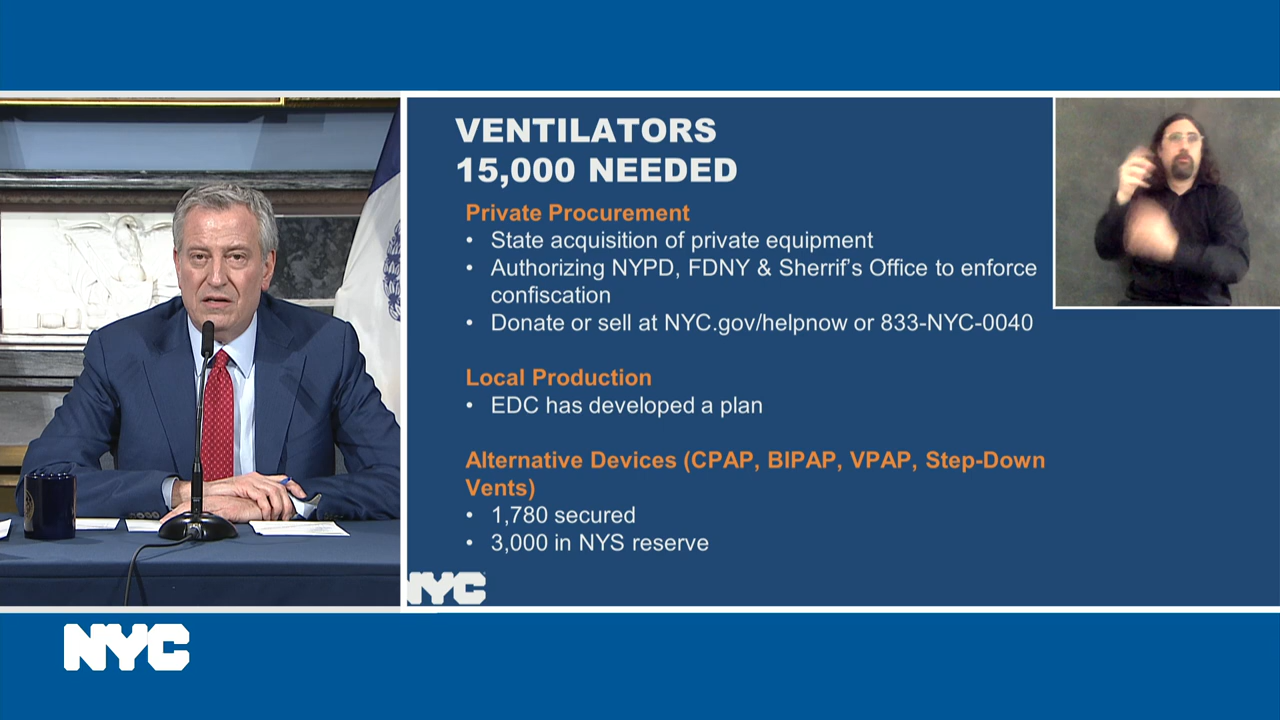 VENTILATORS
15,000 NEEDED
Private Procurement
• State acquisition of private equipment
• Authorizing NYPD, FDNY & Sherrif's Office to enforce
confiscation
• Donate or sell at NYC.gov/helpnow or 833-NYC-0040
Local Production
• EDC has developed a plan
Alternative Devices (CPAP, BIPAP, VPAP, Step-Down
Vents)
• 1,780 secured
• 3,000 in NYS reserve
NYC
NYC